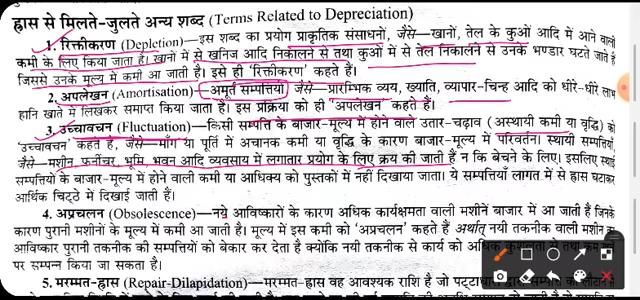 ह्रास से मिलते-जुलते अन्य शब्द (Terms Related to Depreciation)
1. रिक्तीकरण (Depletion)—इस शब्द का प्रयोग प्राकृतिक संसाधनों, जैसे—खानों, तेल के कुओं आदि में आने वाली
कमी के लिए किया जाता है। खानों में से खनिज आदि निकालने से तथा कुओं में से तेल निकालने से उनके भण्डार घटते जाते हैं
जिससे उनके मूल्य में कमी आ जाती है। इसे ही 'रिक्तीकरण' कहते हैं।
2. अपलेखन (Amortisation)—अमूर्त सम्पत्तियों जैसे—प्रारम्भिक व्यय, ख्याति, व्यापार-चिन्ह आदि को धीरे-धीरे लाभ
हानि खाते में लिखकर समाप्त किया जाता है। इस प्रक्रिया को ही 'अपलेखन' कहते हैं।
3. उच्चावचन (Fluctuation)—किसी सम्पत्ति के बाजार-मूल्य में होने वाले उतार-चढ़ाव (अस्थायी कमी या वृद्धि) को
'उच्चावचन' कहते हैं, जैसे—मांग या पूर्ति में अचानक कमी या वृद्धि के कारण बाजार-मूल्य में परिवर्तन। स्थायी सम्पत्तियाँ
जैसे—मशीन, फर्नीचर, भूमि, भवन आदि व्यवसाय में लगातार प्रयोग के लिए क्रय की जाती हैं न कि बेचने के लिए। इसलिए स्थाई
सम्पत्तियों के बाजार-मूल्य में होने वाली कमी या आधिक्य को पुस्तकों में नहीं दिखाया जाता। ये सम्पत्तियाँ लागत में से ह्रास घटाकर
आर्थिक चिट्ठे में दिखाई जाती हैं।
4. अप्रचलन (Obsolescence)—नये आविष्कारों के कारण अधिक कार्यक्षमता वाली मशीनें बाजार में आ जाती हैं जिनके
कारण पुरानी मशीनों के मूल्य में कमी आ जाती है। मूल्य में इस कमी को 'अप्रचलन' कहते हैं अर्थात् नयी तकनीक वाली मशीन का
आविष्कार पुरानी तकनीक की सम्पत्तियों को बेकार कर देता है क्योंकि नयी तकनीक से कार्य को अधिक कुशलता से तथा कम
पर सम्पन्न किया जा सकता है।
5. मरम्मत-ह्रास (Repair-Dilapidation)—मरम्मत-ह्रास वह आवश्यक राशि है जो